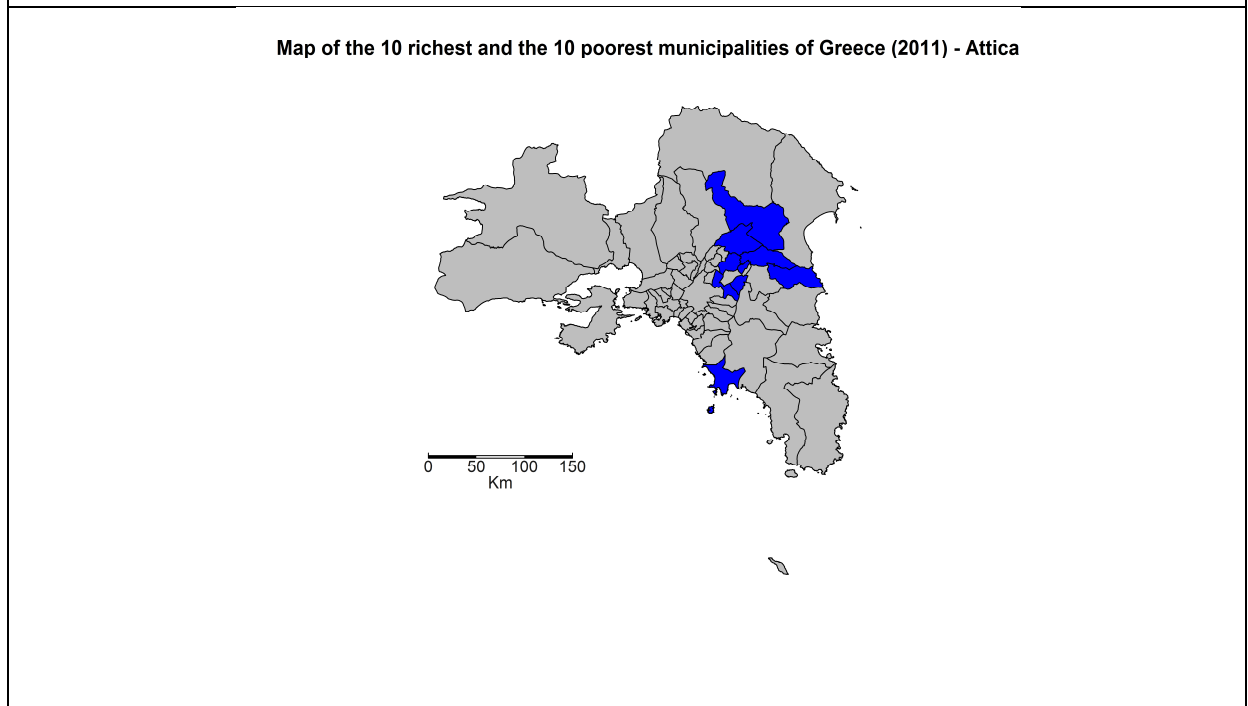 Map of the 10 richest and the 10 poorest municipalities of Greece (2011) - Attica
0 50 100 150
Km